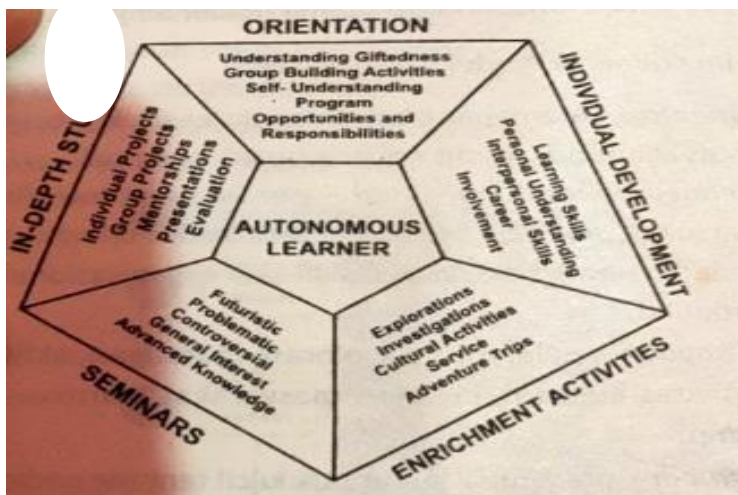 ORIENTATION
Understanding Giftedness
Group Building Activities
Self- Understanding
Program
Opportunities and
Responsibilities
INDIVIDUAL DEVELOPMENT
Learning Skills
Personal Understanding
Interpersonal Skills
Career
Involvement
ENRICHMENT ACTIVITIES
Explorations
Investigations
Cultural Activities
Service
Adventure Trips
SEMINARS
Futuristic
Problematic
Controversial
General Interest
Advanced Knowledge
IN-DEPTH
Individual Projects
Group Projects
Mentorships
Presentations
Evaluation
AUTONOMOUS
LEARNER